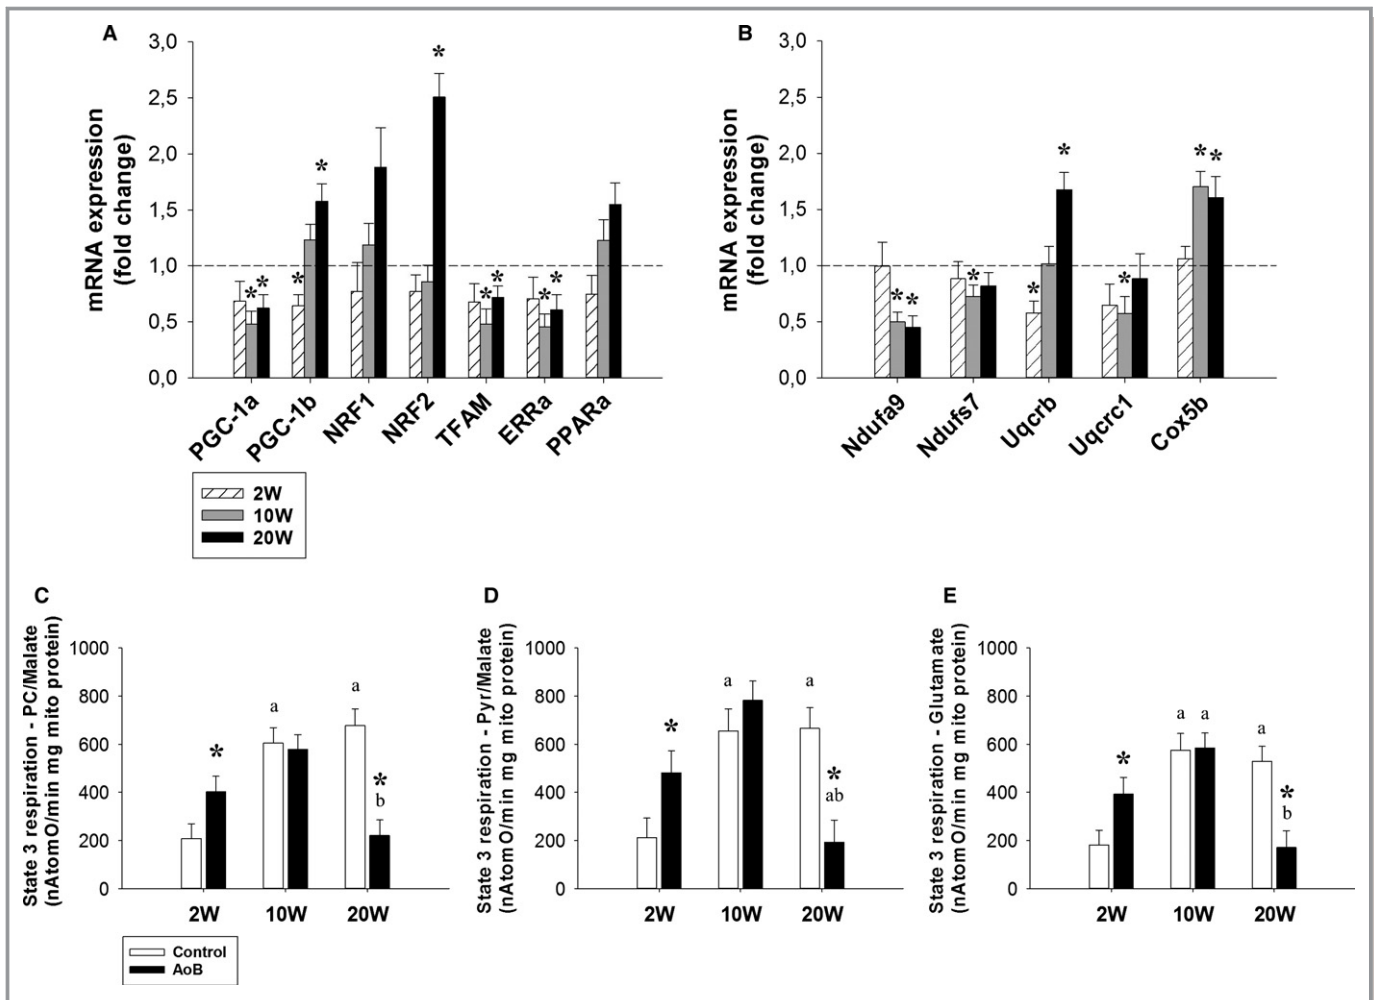 A
mRNA expression
(fold change)
3,0
2,5
2,0
1,5
1,0
0,5
0,0
*
*
*
*
*
*
*
*
*
PGC-1a
PGC-1b
NRF1
NRF2
TFAM
ERRa
PPARa
2W
10W
20W
B
mRNA expression
(fold change)
3,0
2,5
2,0
1,5
1,0
0,5
0,0
*
*
*
*
*
*
*
*
Ndufa9
Ndufs7
Uqcrb
Uqcrc1
Cox5b
C
State 3 respiration - PC/Malate
(nAtomO/min mg mito protein)
1000
800
600
400
200
0
*
a
a
*
b
2W
10W
20W
Control
AoB
D
State 3 respiration - Pyr/Malate
(nAtomO/min mg mito protein)
1000
800
600
400
200
0
*
a
a
*
ab
2W
10W
20W
E
State 3 respiration - Glutamate
(nAtomO/min mg mito protein)
1000
800
600
400
200
0
*
a
a
a
*
b
2W
10W
20W